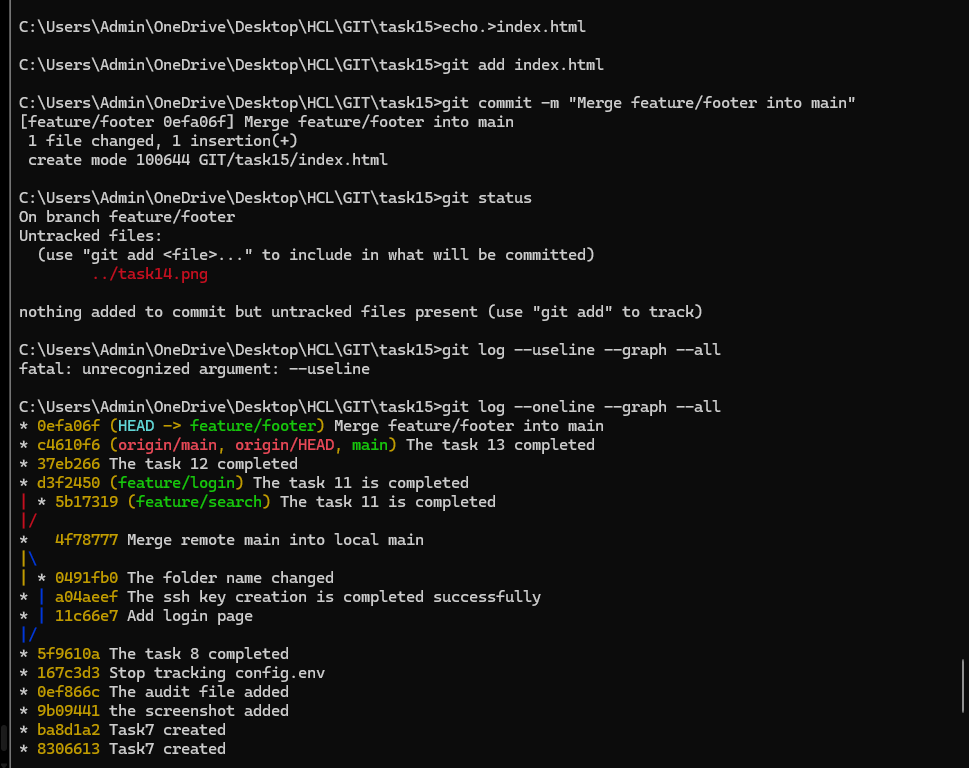 C:\Users\Admin\OneDrive\Desktop\HCL\GIT\task15>echo.>index.html
C:\Users\Admin\OneDrive\Desktop\HCL\GIT\task15>git add index.html
C:\Users\Admin\OneDrive\Desktop\HCL\GIT\task15>git commit -m "Merge feature/footer into main"
[feature/footer 0efa06f] Merge feature/footer into main
 1 file changed, 1 insertion(+)
 create mode 100644 GIT/task15/index.html
C:\Users\Admin\OneDrive\Desktop\HCL\GIT\task15>git status
On branch feature/footer
Untracked files:
  (use "git add <file>..." to include in what will be committed)
        ../task14.png
nothing added to commit but untracked files present (use "git add" to track)
C:\Users\Admin\OneDrive\Desktop\HCL\GIT\task15>git log --useline --graph --all
fatal: unrecognized argument: --useline
C:\Users\Admin\OneDrive\Desktop\HCL\GIT\task15>git log --oneline --graph --all
* 0efa06f (HEAD -> feature/footer) Merge feature/footer into main
* c4610f6 (origin/main, origin/HEAD, main) The task 13 completed
* 37eb266 The task 12 completed
* d3f2450 (feature/login) The task 11 is completed
| * 5b17319 (feature/search) The task 11 is completed
|/
*   4f78777 Merge remote main into local main
|\
| * 0491fb0 The folder name changed
* | a04aeef The ssh key creation is completed successfully
* | 11c66e7 Add login page
|/
* 5f9610a The task 8 completed
* 167c3d3 Stop tracking config.env
* 0ef866c The audit file added
* 9b09441 the screenshot added
* ba8d1a2 Task7 created
* 8306613 Task7 created